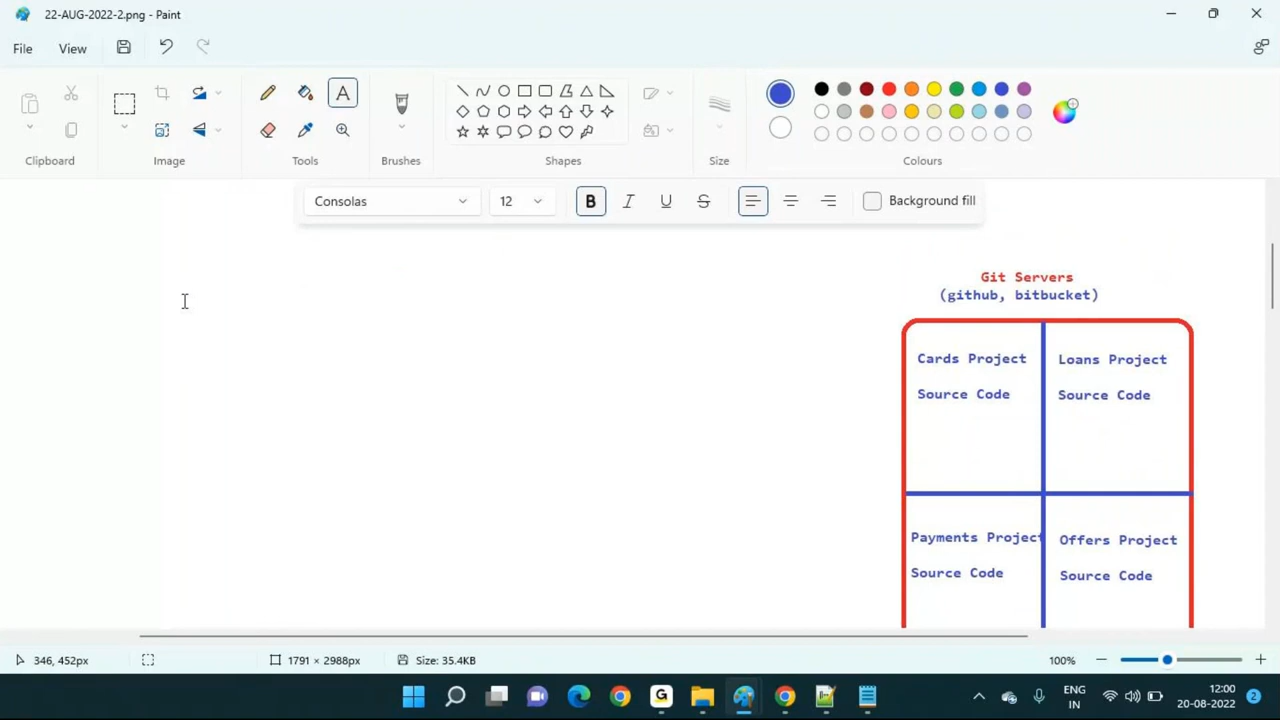 22-AUG-2022-2.png - Paint
File View
Clipboard Image Tools Brushes Shapes Size Colours
Consolas 12 B I U S Background fill
Git Servers
(github, bitbucket)
Cards Project Loans Project
Source Code Source Code
Payments Project Offers Project
Source Code Source Code
346, 452px 1791 × 2988px Size: 35.4KB 100%
ENG 12:00
IN 20-08-2022 2